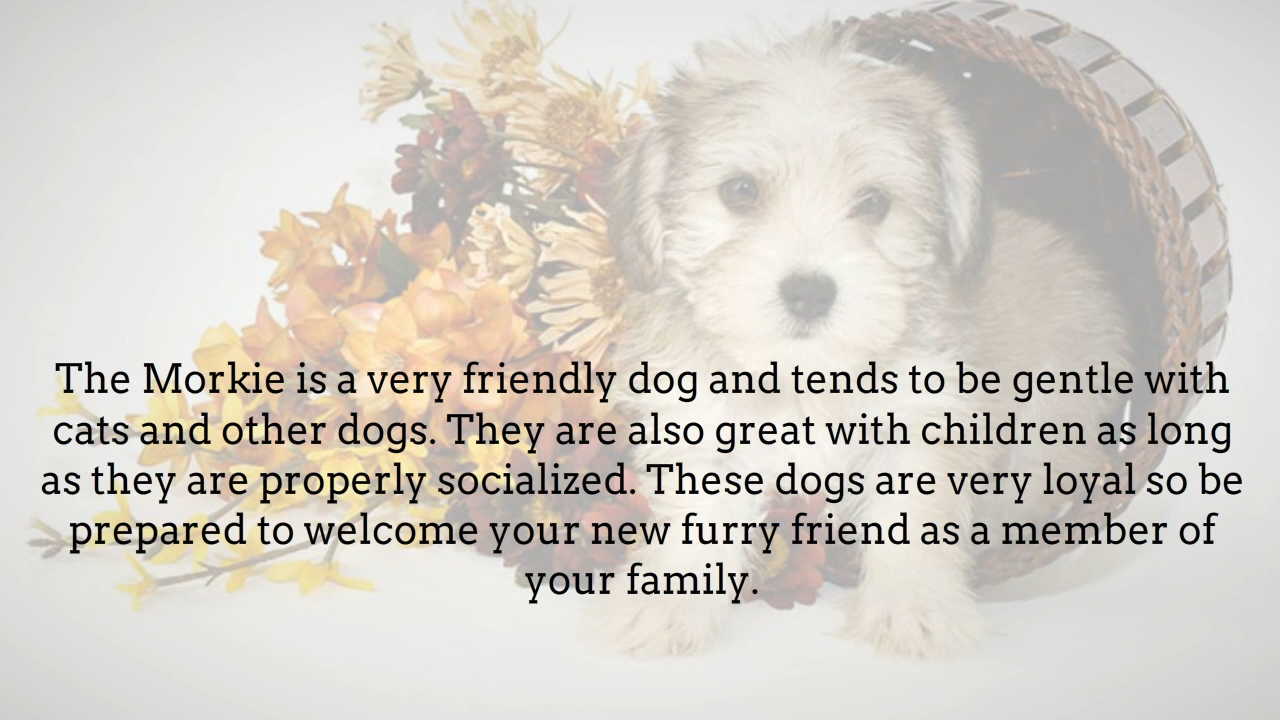 The Morkie is a very friendly dog and tends to be gentle with
cats and other dogs. They are also great with children as long
as they are properly socialized. These dogs are very loyal so be
prepared to welcome your new furry friend as a member of
your family.